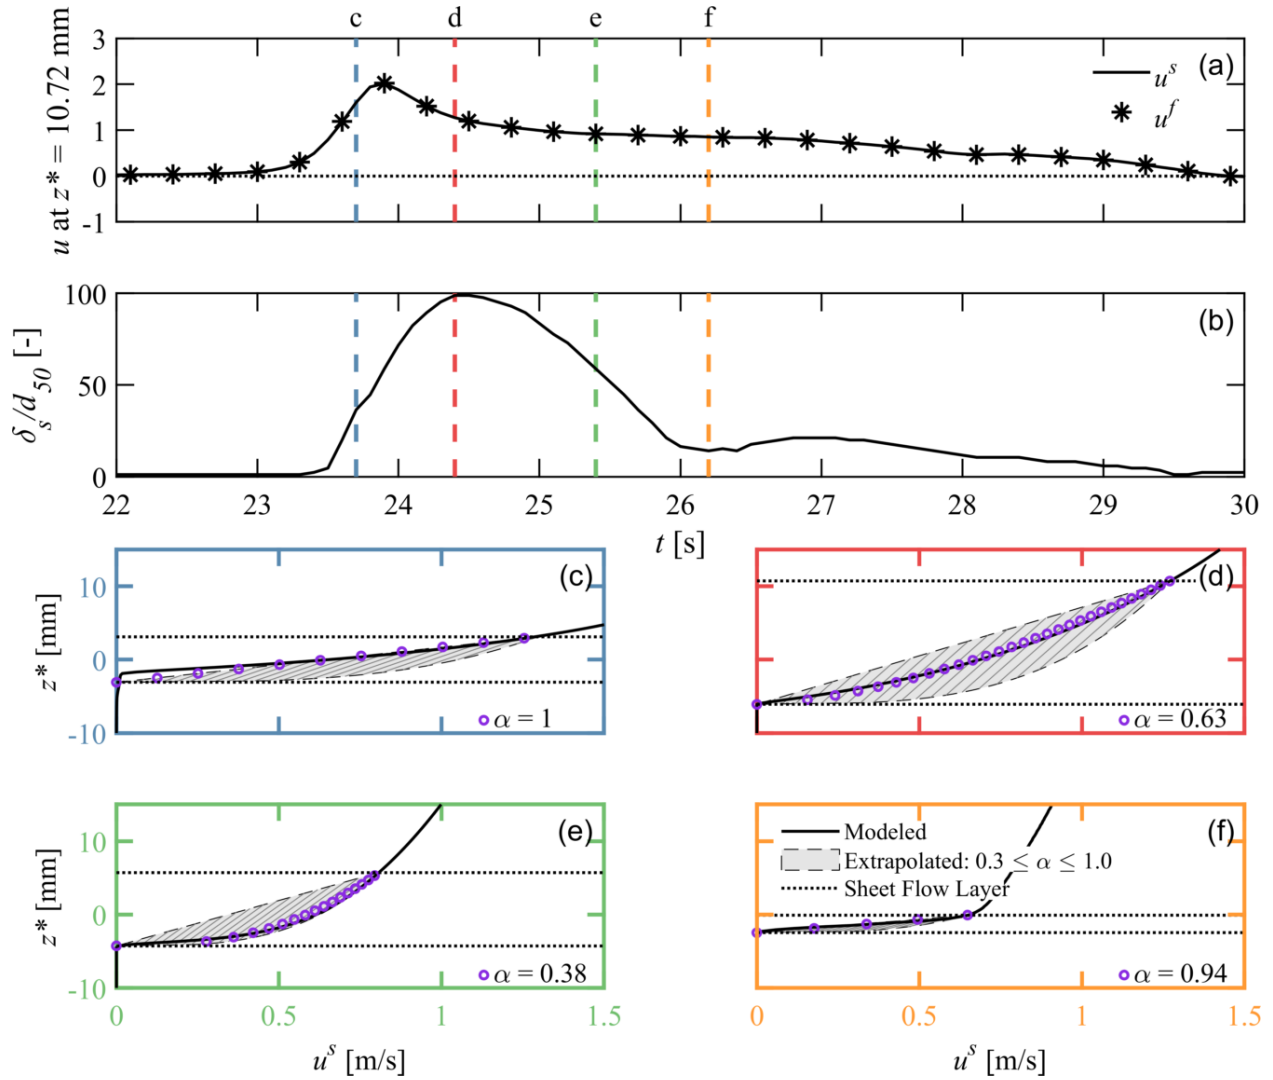 c d e f
3
2
1
0
-1
u at z* = 10.72 mm
(a)
u^s
u^f
100
50
0
δ_s/d_50 [-]
(b)
22 23 24 25 26 27 28 29 30
t [s]
10
0
-10
z* [mm]
(c)
α = 1
(d)
α = 0.63
10
0
-10
z* [mm]
(e)
α = 0.38
0 0.5 1 1.5
u^s [m/s]
(f)
Modeled
Extrapolated: 0.3 ≤ α ≤ 1.0
Sheet Flow Layer
α = 0.94
0 0.5 1 1.5
u^s [m/s]